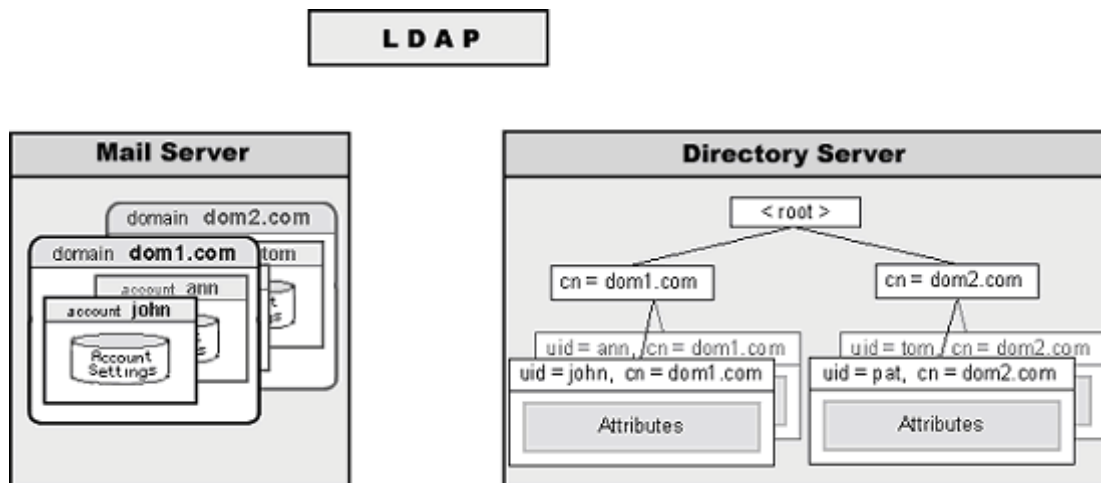 L D A P
Mail Server
domain dom2.com
domain dom1.com
tom
account ann
account john
Account
Settings
Directory Server
< root >
cn = dom1.com
cn = dom2.com
uid = ann, cn = dom1.com
uid = john, cn = dom1.com
Attributes
uid = tom, cn = dom2.com
uid = pat, cn = dom2.com
Attributes